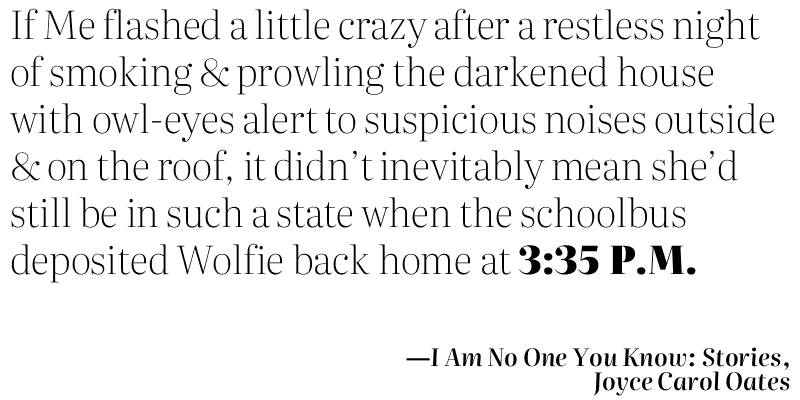 If Me flashed a little crazy after a restless night
of smoking & prowling the darkened house
with owl-eyes alert to suspicious noises outside
& on the roof, it didn’t inevitably mean she’d
still be in such a state when the schoolbus
deposited Wolfie back home at 3:35 P.M.
—I Am No One You Know: Stories,
Joyce Carol Oates